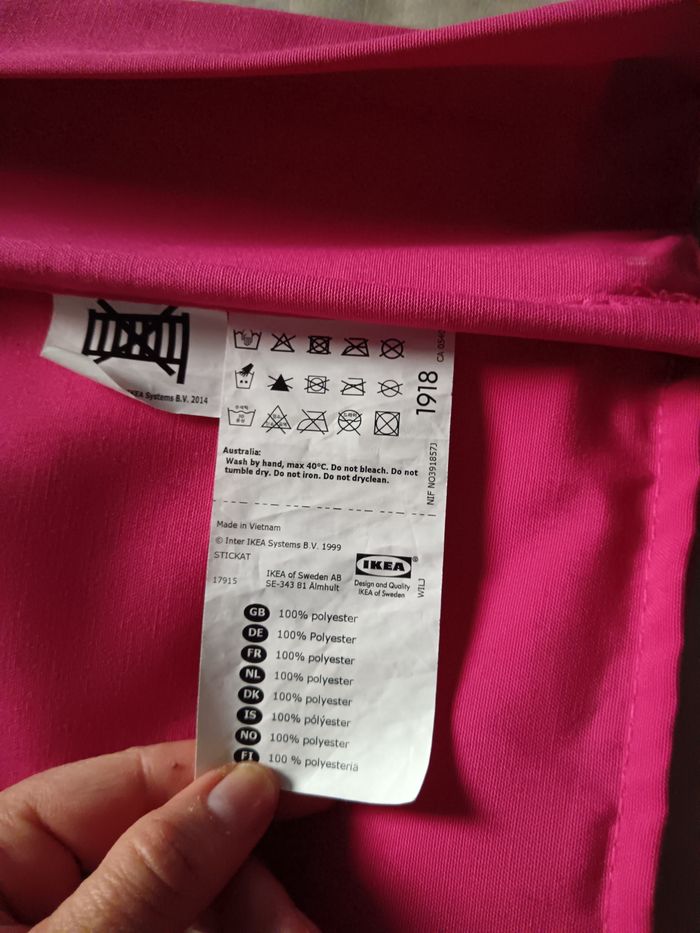 IKEA Systems B.V. 2014
1918
NIF NO3918573
Australia:
Wash by hand, max 40°C. Do not bleach. Do not
tumble dry. Do not iron. Do not dryclean.
Made in Vietnam
© Inter IKEA Systems B.V. 1999
STICKAT
17915
IKEA of Sweden AB
SE-343 81 Älmhult
IKEA®
Design and Quality
IKEA of Sweden
WILJ
GB 100% polyester
DE 100% Polyester
FR 100% polyester
NL 100% polyester
DK 100% polyester
IS 100% pólýester
NO 100% polyester
FI 100 % polyesteriä